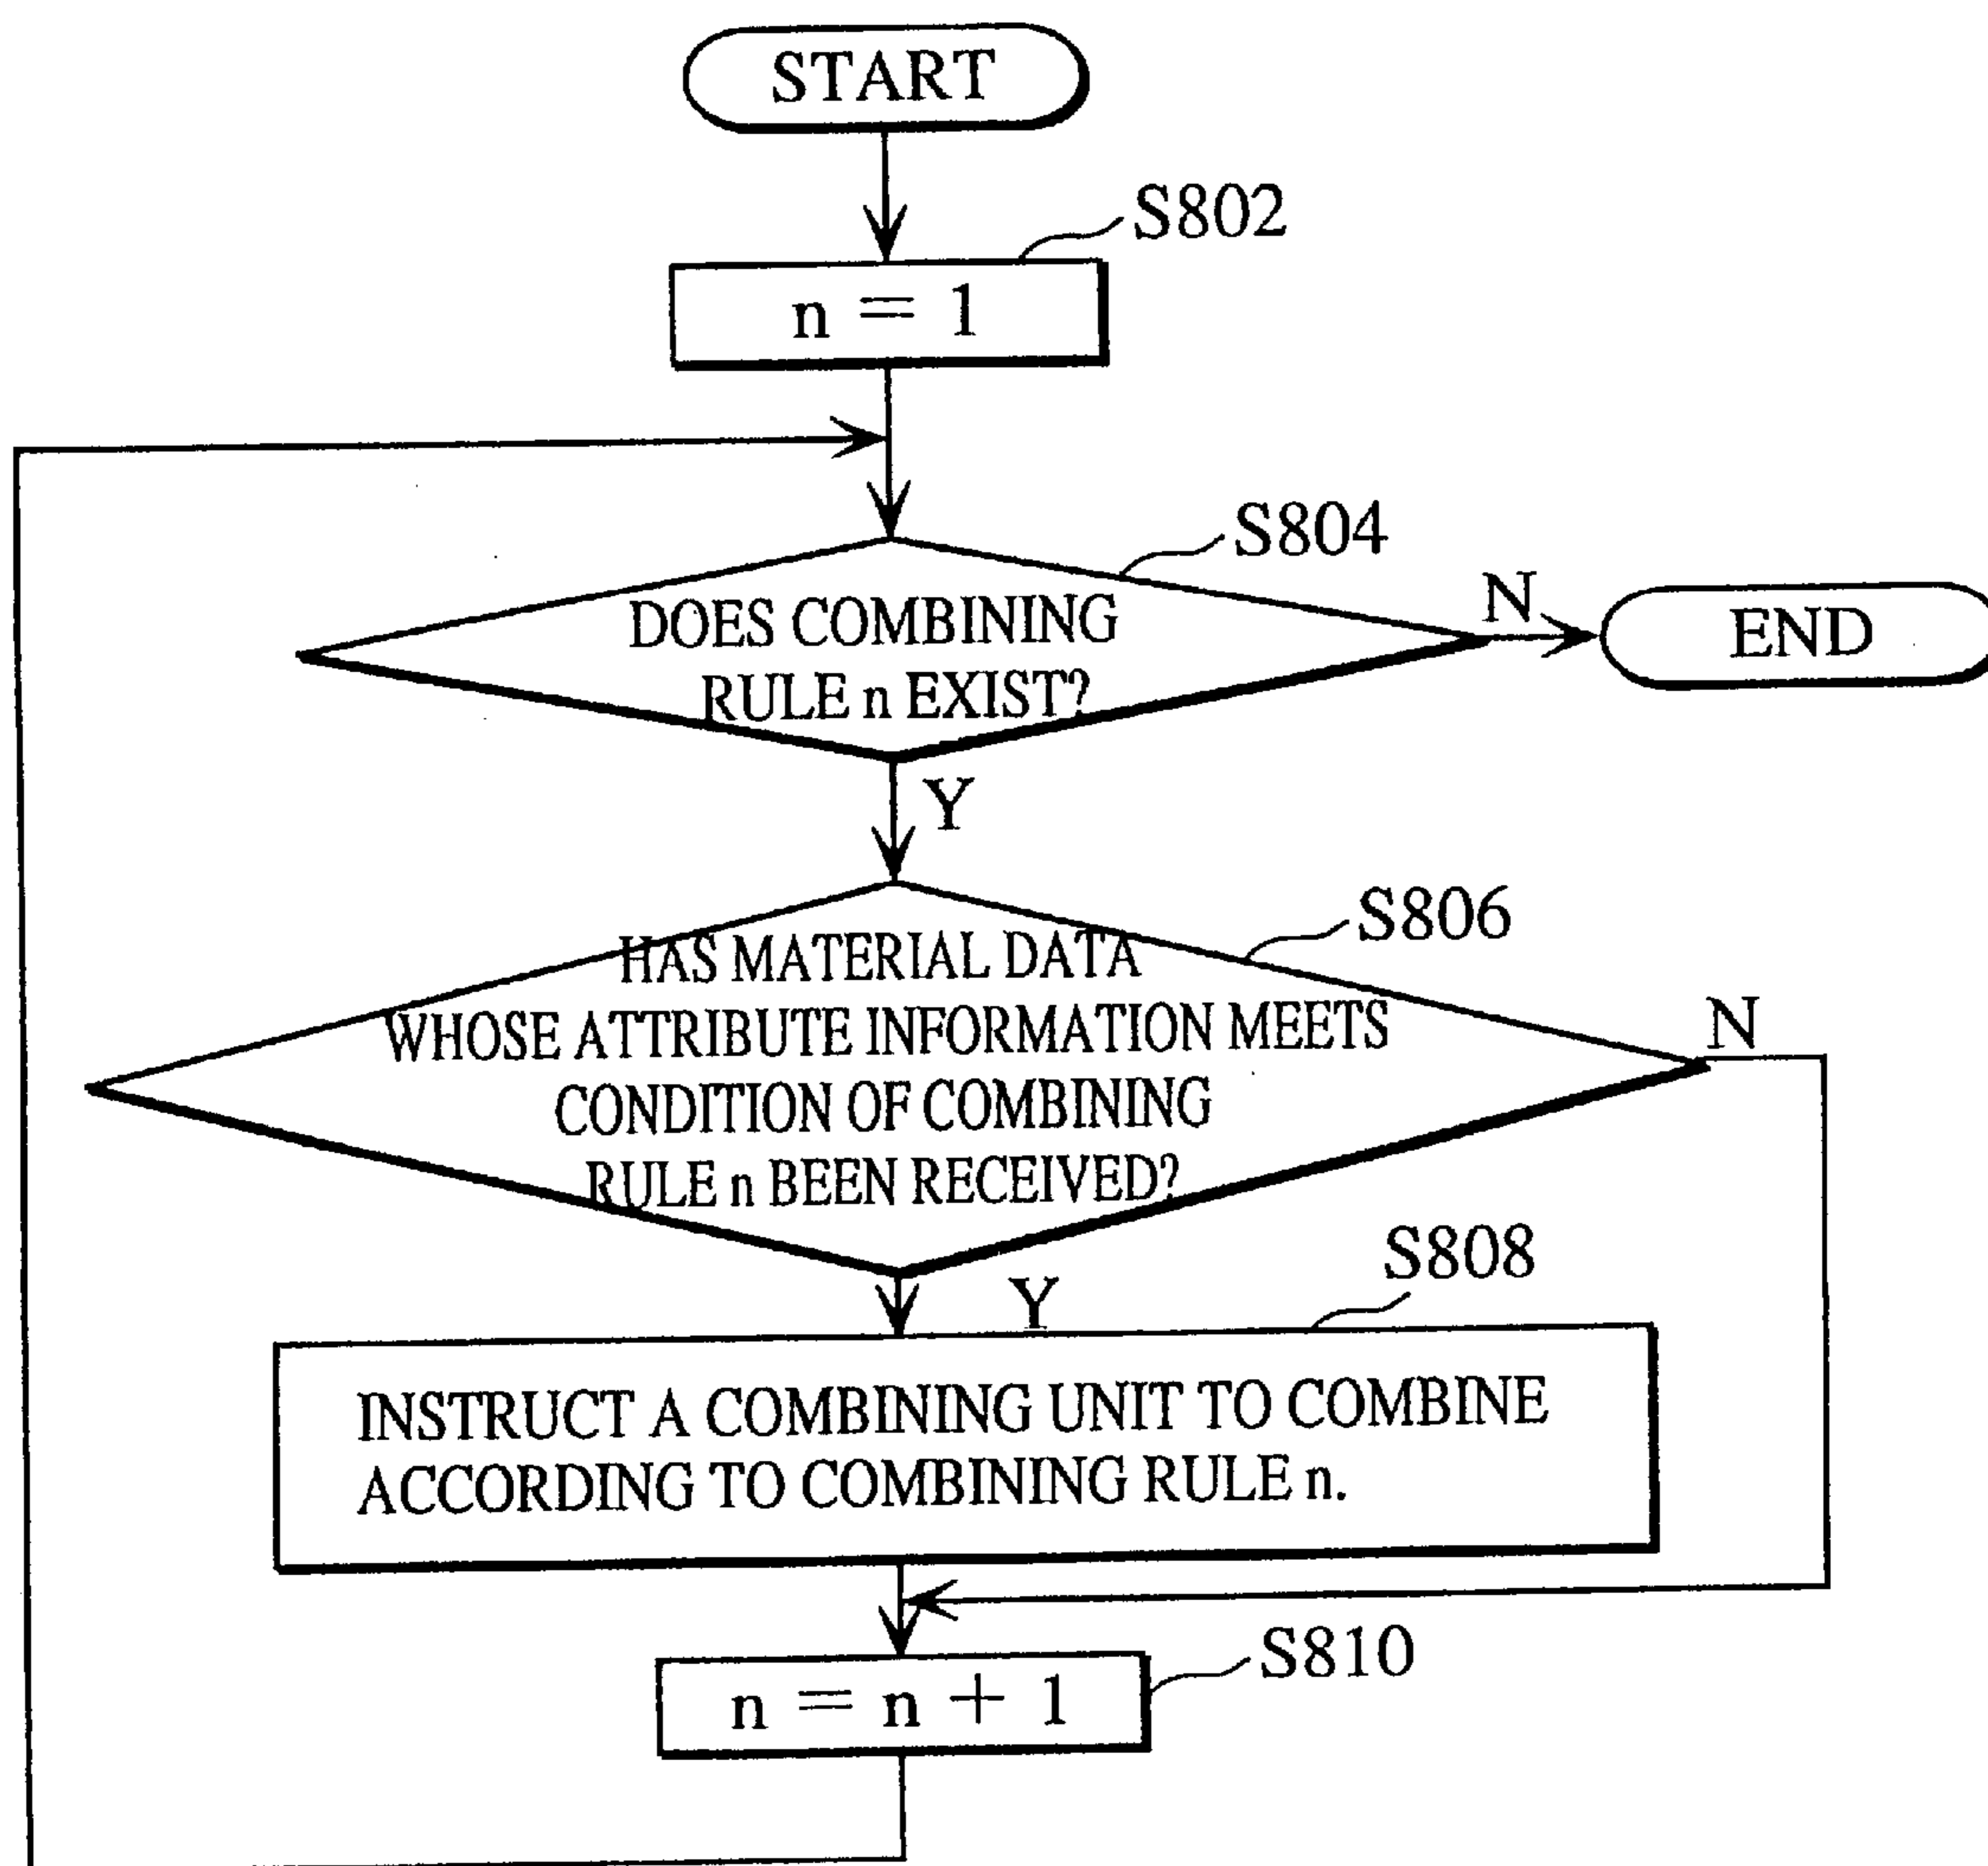 START
S802
n = 1
S804
DOES COMBINING
RULE n EXIST?
N
END
Y
S806
HAS MATERIAL DATA
WHOSE ATTRIBUTE INFORMATION MEETS
CONDITION OF COMBINING
RULE n BEEN RECEIVED?
N
Y
S808
INSTRUCT A COMBINING UNIT TO COMBINE
ACCORDING TO COMBINING RULE n.
S810
n = n + 1